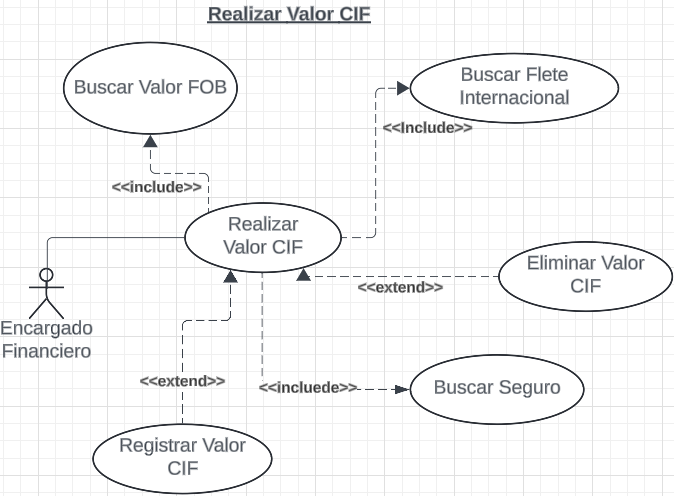 Realizar Valor CIF
Buscar Valor FOB
Buscar Flete
Internacional
<<Include>>
<<include>>
Realizar
Valor CIF
Eliminar Valor
CIF
<<extend>>
Encargado
Financiero
<<extend>>
<<incluede>>
Buscar Seguro
Registrar Valor
CIF